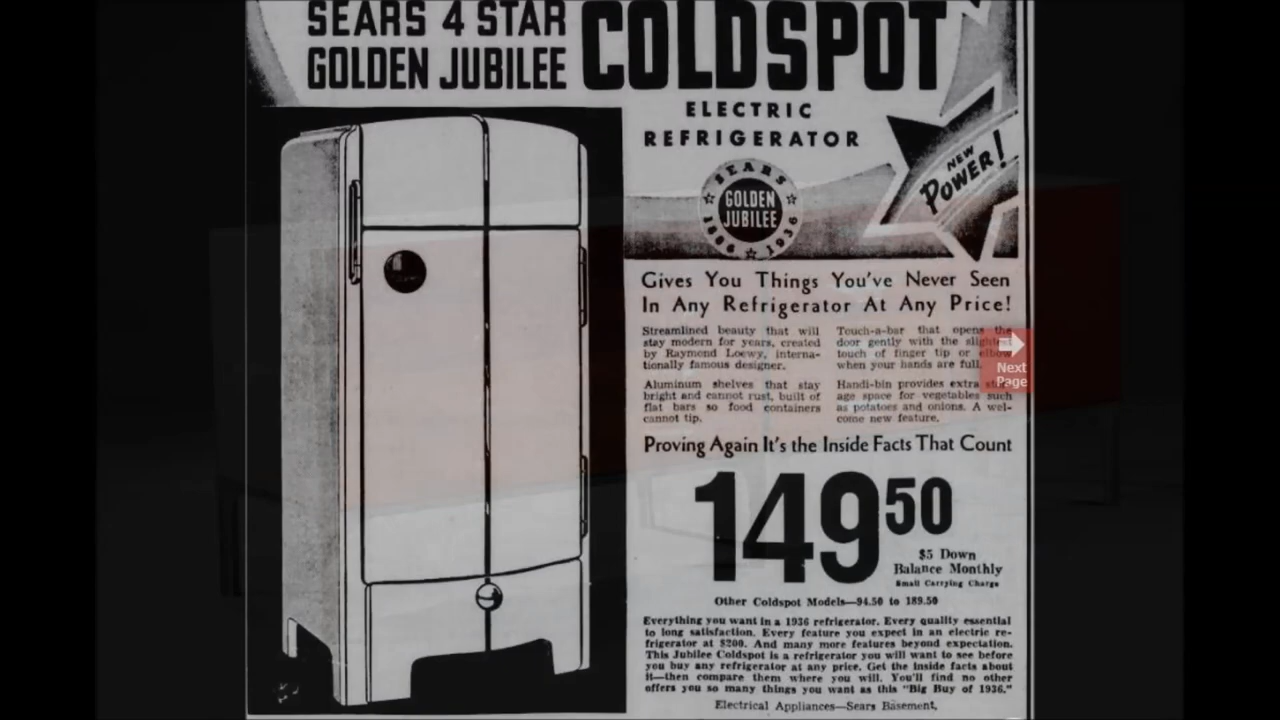 SEARS 4 STAR
GOLDEN JUBILEE
COLDSPOT
ELECTRIC
REFRIGERATOR
NEW
POWER!
SEARS
GOLDEN
JUBILEE
1886 1936
Gives You Things You've Never Seen
In Any Refrigerator At Any Price!
Streamlined beauty that will
stay modern for years, created
by Raymond Loewy, interna-
tionally famous designer.
Aluminum shelves that stay
bright and cannot rust, built of
flat bars so food containers
cannot tip.
Touch-a-bar that opens the
door gently with the slightest
touch of finger tip or elbow
when your hands are full.
Handi-bin provides extra stor-
age space for vegetables such
as potatoes and onions. A wel-
come new feature.
Next
Page
Proving Again It's the Inside Facts That Count
149 50
$5 Down
Balance Monthly
Small Carrying Charge
Other Coldspot Models—94.50 to 189.50
Everything you want in a 1936 refrigerator. Every quality essential
to long satisfaction. Every feature you expect in an electric re-
frigerator at $200. And many more features beyond expectation.
This Jubilee Coldspot is a refrigerator you will want to see before
you buy any refrigerator at any price. Get the inside facts about
it—then compare them where you will. You'll find no other
offers you so many things you want as this "Big Buy of 1936."
Electrical Appliances—Sears Basement.